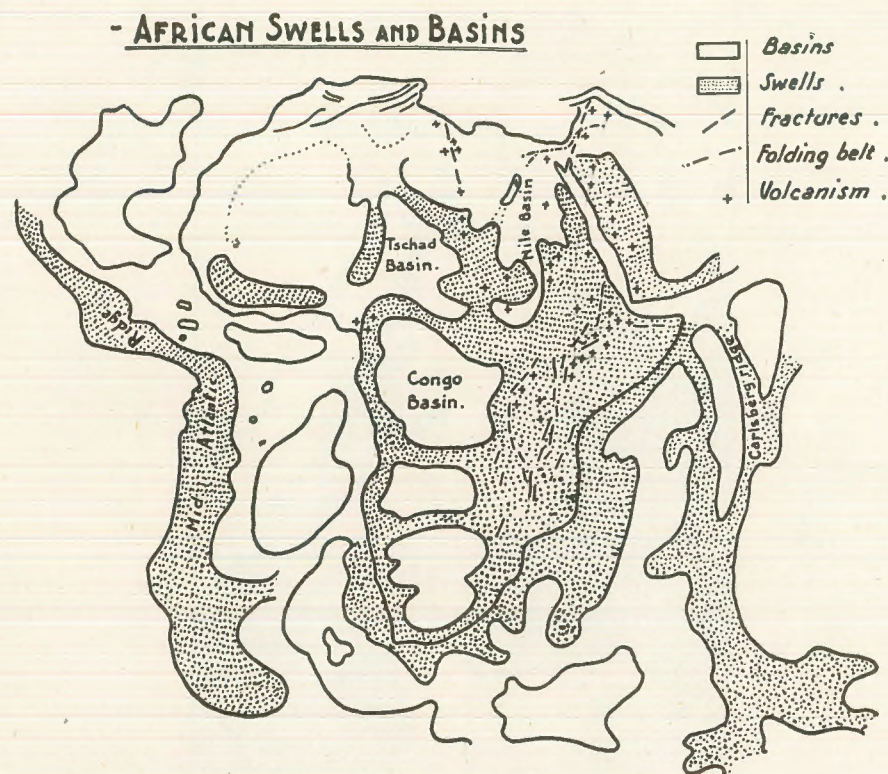 - AFRICAN SWELLS AND BASINS
Basins
Swells .
Fractures .
Folding belt .
Volcanism .
Nile Basin
Tschad
Basin.
Ridge
Congo
Basin.
Carlsberg ridge
Mid Atlantic